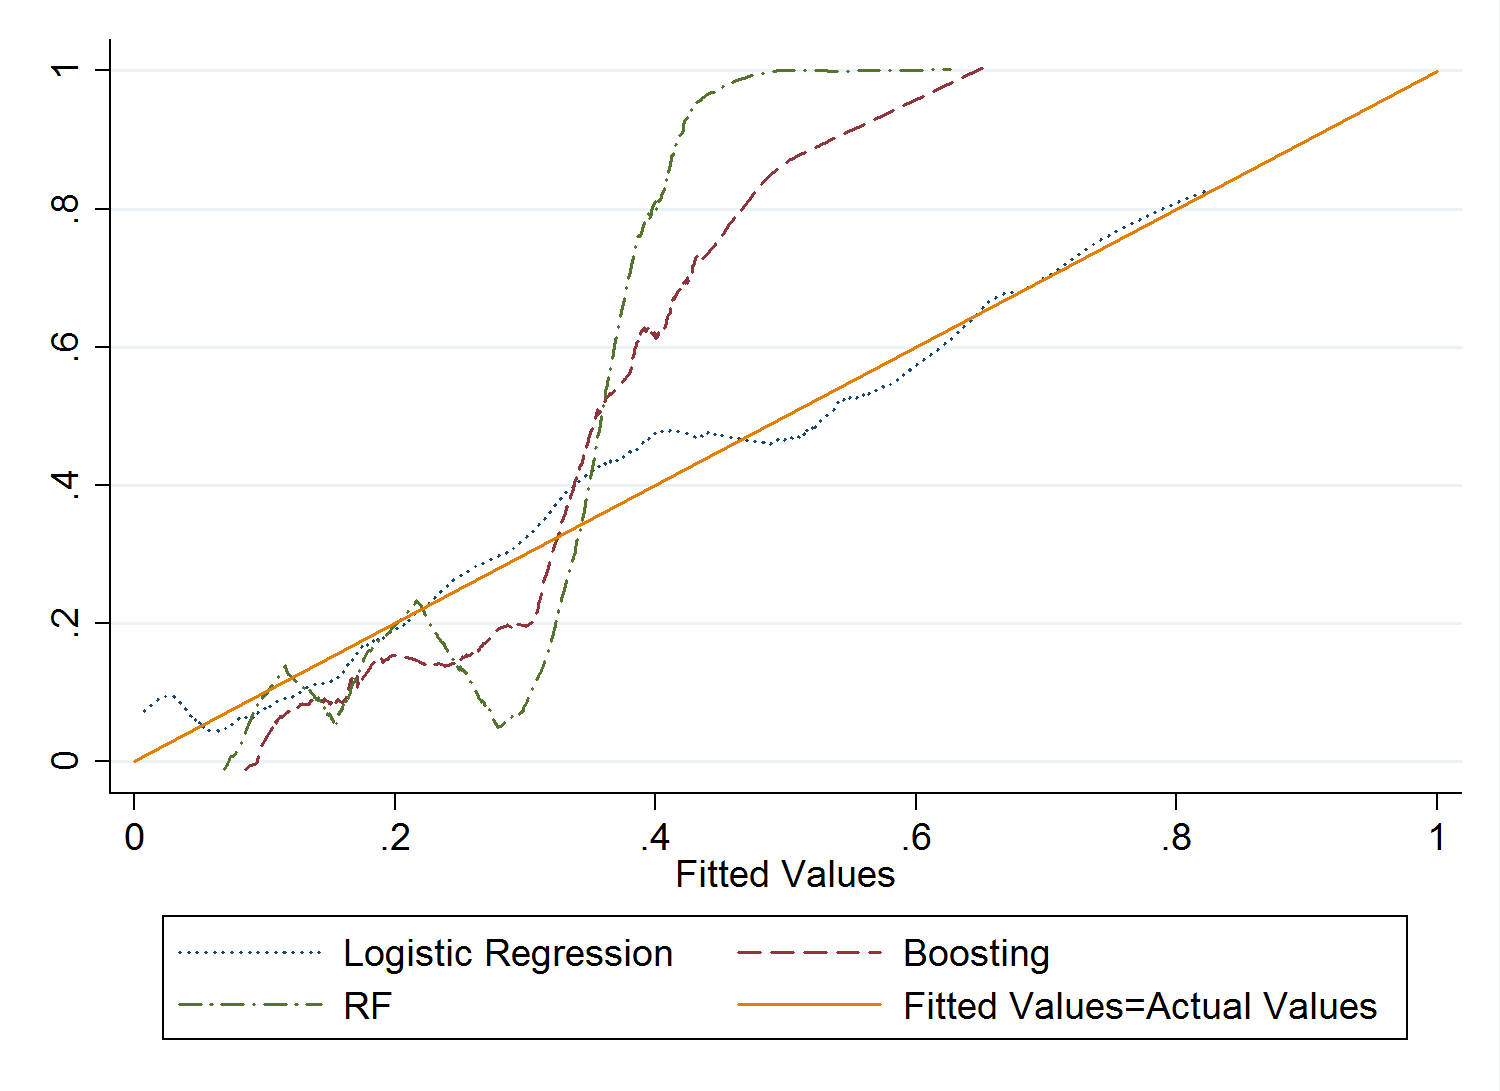 1
.8
.6
.4
.2
0
0 .2 .4 .6 .8 1
Fitted Values
Logistic Regression Boosting
RF Fitted Values=Actual Values